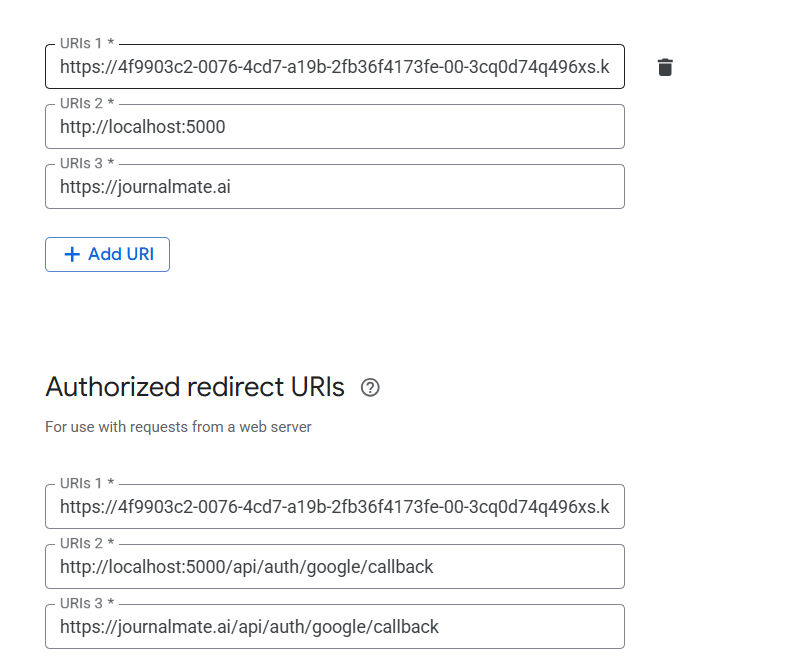 URIs 1 *
https://4f9903c2-0076-4cd7-a19b-2fb36f4173fe-00-3cq0d74q496xs.k
URIs 2 *
http://localhost:5000
URIs 3 *
https://journalmate.ai
+ Add URI
Authorized redirect URIs
For use with requests from a web server
URIs 1 *
https://4f9903c2-0076-4cd7-a19b-2fb36f4173fe-00-3cq0d74q496xs.k
URIs 2 *
http://localhost:5000/api/auth/google/callback
URIs 3 *
https://journalmate.ai/api/auth/google/callback